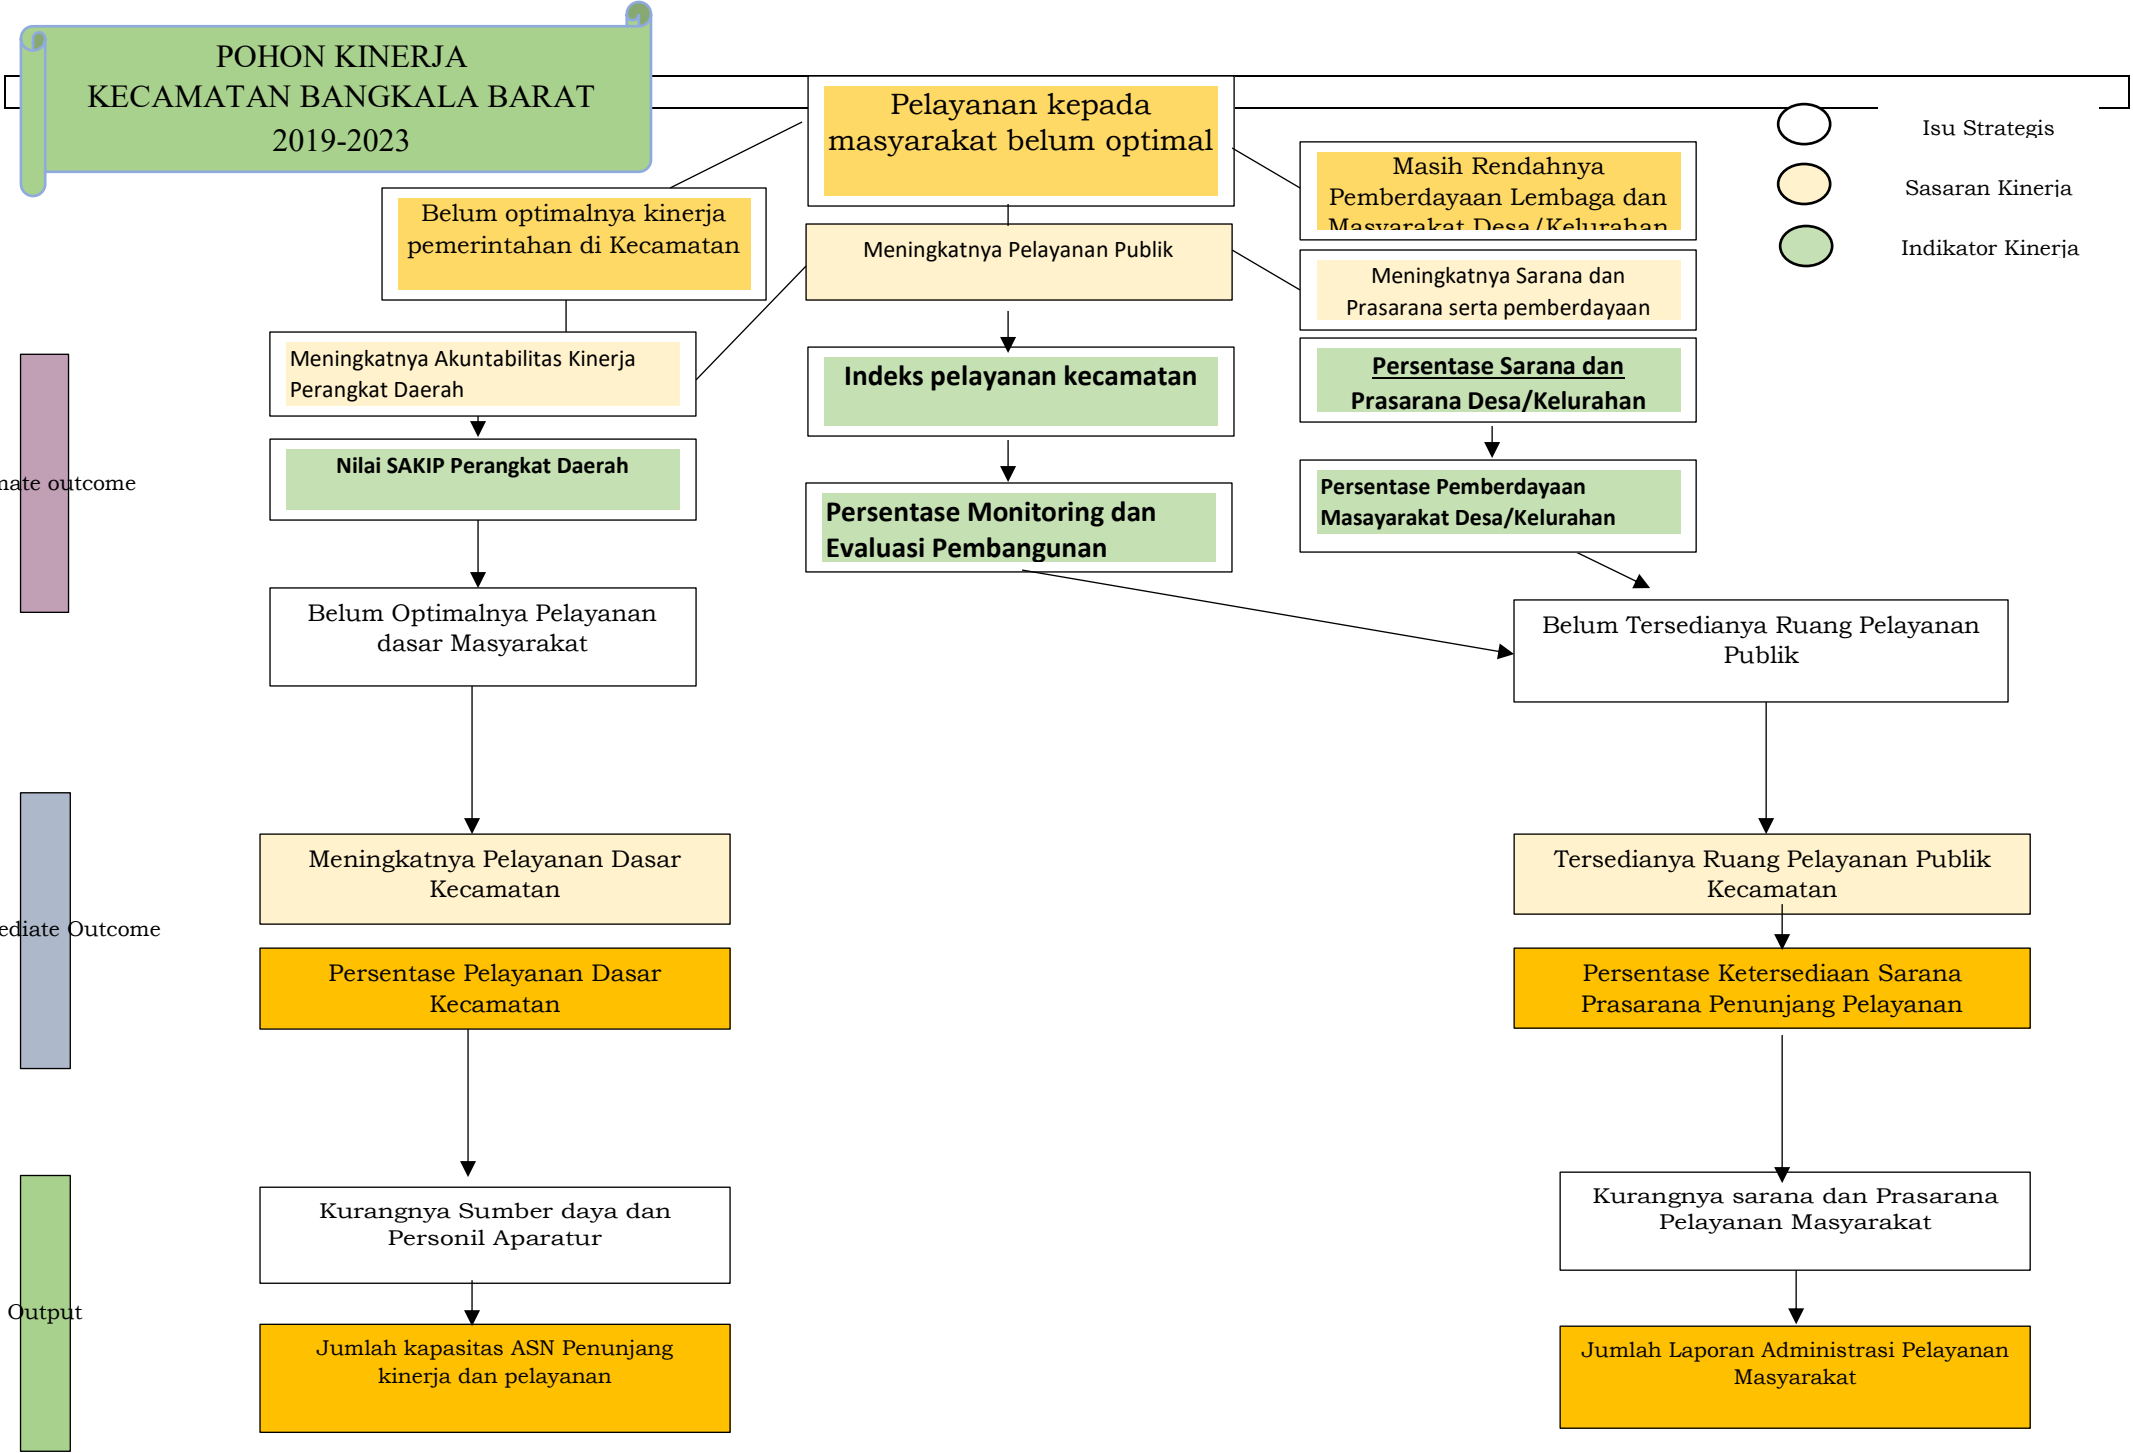 POHON KINERJA
KECAMATAN BANGKALA BARAT
2019-2023
Pelayanan kepada
masyarakat belum optimal
Isu Strategis
Sasaran Kinerja
Indikator Kinerja
Belum optimalnya kinerja
pemerintahan di Kecamatan
Masih Rendahnya
Pemberdayaan Lembaga dan
Masyarakat Desa/Kelurahan
Meningkatnya Pelayanan Publik
Meningkatnya Sarana dan
Prasarana serta pemberdayaan
Meningkatnya Akuntabilitas Kinerja
Perangkat Daerah
Indeks pelayanan kecamatan
Persentase Sarana dan
Prasarana Desa/Kelurahan
Nilai SAKIP Perangkat Daerah
Persentase Monitoring dan
Evaluasi Pembangunan
Persentase Pemberdayaan
Masayarakat Desa/Kelurahan
outcome
Belum Optimalnya Pelayanan
dasar Masyarakat
Belum Tersedianya Ruang Pelayanan
Publik
Meningkatnya Pelayanan Dasar
Kecamatan
Tersedianya Ruang Pelayanan Publik
Kecamatan
Outcome
Persentase Pelayanan Dasar
Kecamatan
Persentase Ketersediaan Sarana
Prasarana Penunjang Pelayanan
Kurangnya Sumber daya dan
Personil Aparatur
Kurangnya sarana dan Prasarana
Pelayanan Masyarakat
Output
Jumlah kapasitas ASN Penunjang
kinerja dan pelayanan
Jumlah Laporan Administrasi Pelayanan
Masyarakat